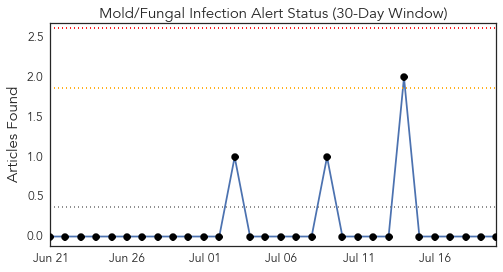 Mold/Fungal Infection Alert Status (30-Day Window)
Articles Found
2.5
2.0
1.5
1.0
0.5
0.0
Jun 21 Jun 26 Jul 01 Jul 06 Jul 11 Jul 16